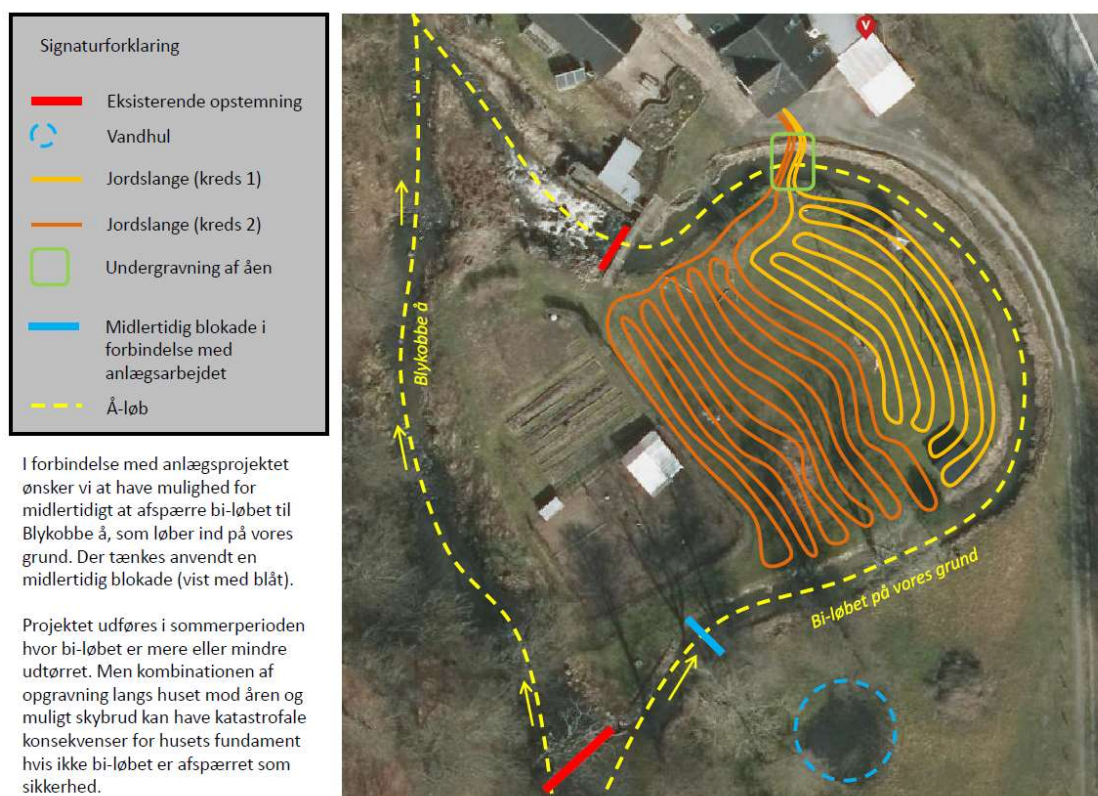 Signaturforklaring
Eksisterende opstemning
Vandhul
Jordslange (kreds 1)
Jordslange (kreds 2)
Undergravning af åen
Midlertidig blokade i
forbindelse med
anlægsarbejdet
Å-løb
I forbindelse med anlægsprojektet
ønsker vi at have mulighed for
midlertidigt at afspærre bi-løbet til
Blykobbe å, som løber ind på vores
grund. Der tænkes anvendt en
midlertidig blokade (vist med blåt).
Projektet udføres i sommerperioden
hvor bi-løbet er mere eller mindre
udtørret. Men kombinationen af
opgravning langs huset mod åren og
muligt skybrud kan have katastrofale
konsekvenser for husets fundament
hvis ikke bi-løbet er afspærret som
sikkerhed.
V
Blykobbe å
Bi-løbet på vores grund